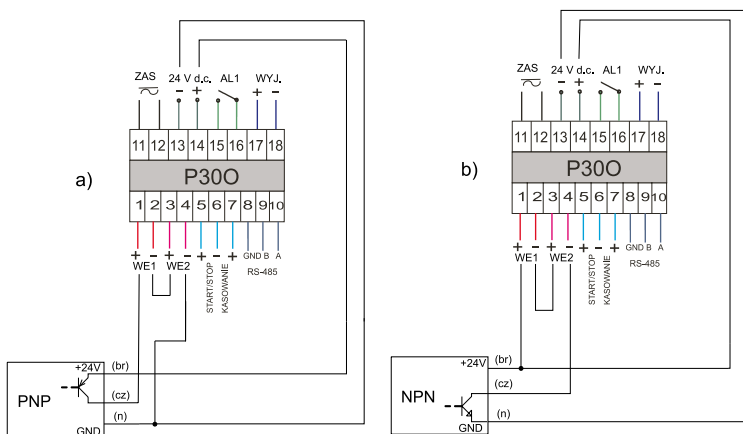 a)
ZAS
24 V d.c.
AL1
WYJ.
- +
+ -
11 12 13 14 15 16 17 18
P30O
1 2 3 4 5 6 7 8 9 10
+ - + - + - +
GND B A
WE1 WE2
RS-485
START/STOP
KASOWANIE
PNP
+24V
(br)
(cz)
(n)
GND
b)
ZAS
24 V d.c.
AL1
WYJ.
- +
+ -
11 12 13 14 15 16 17 18
P30O
1 2 3 4 5 6 7 8 9 10
+ - + - + - +
GND B A
WE1 WE2
RS-485
START/STOP
KASOWANIE
NPN
+24V
(br)
(cz)
(n)
GND